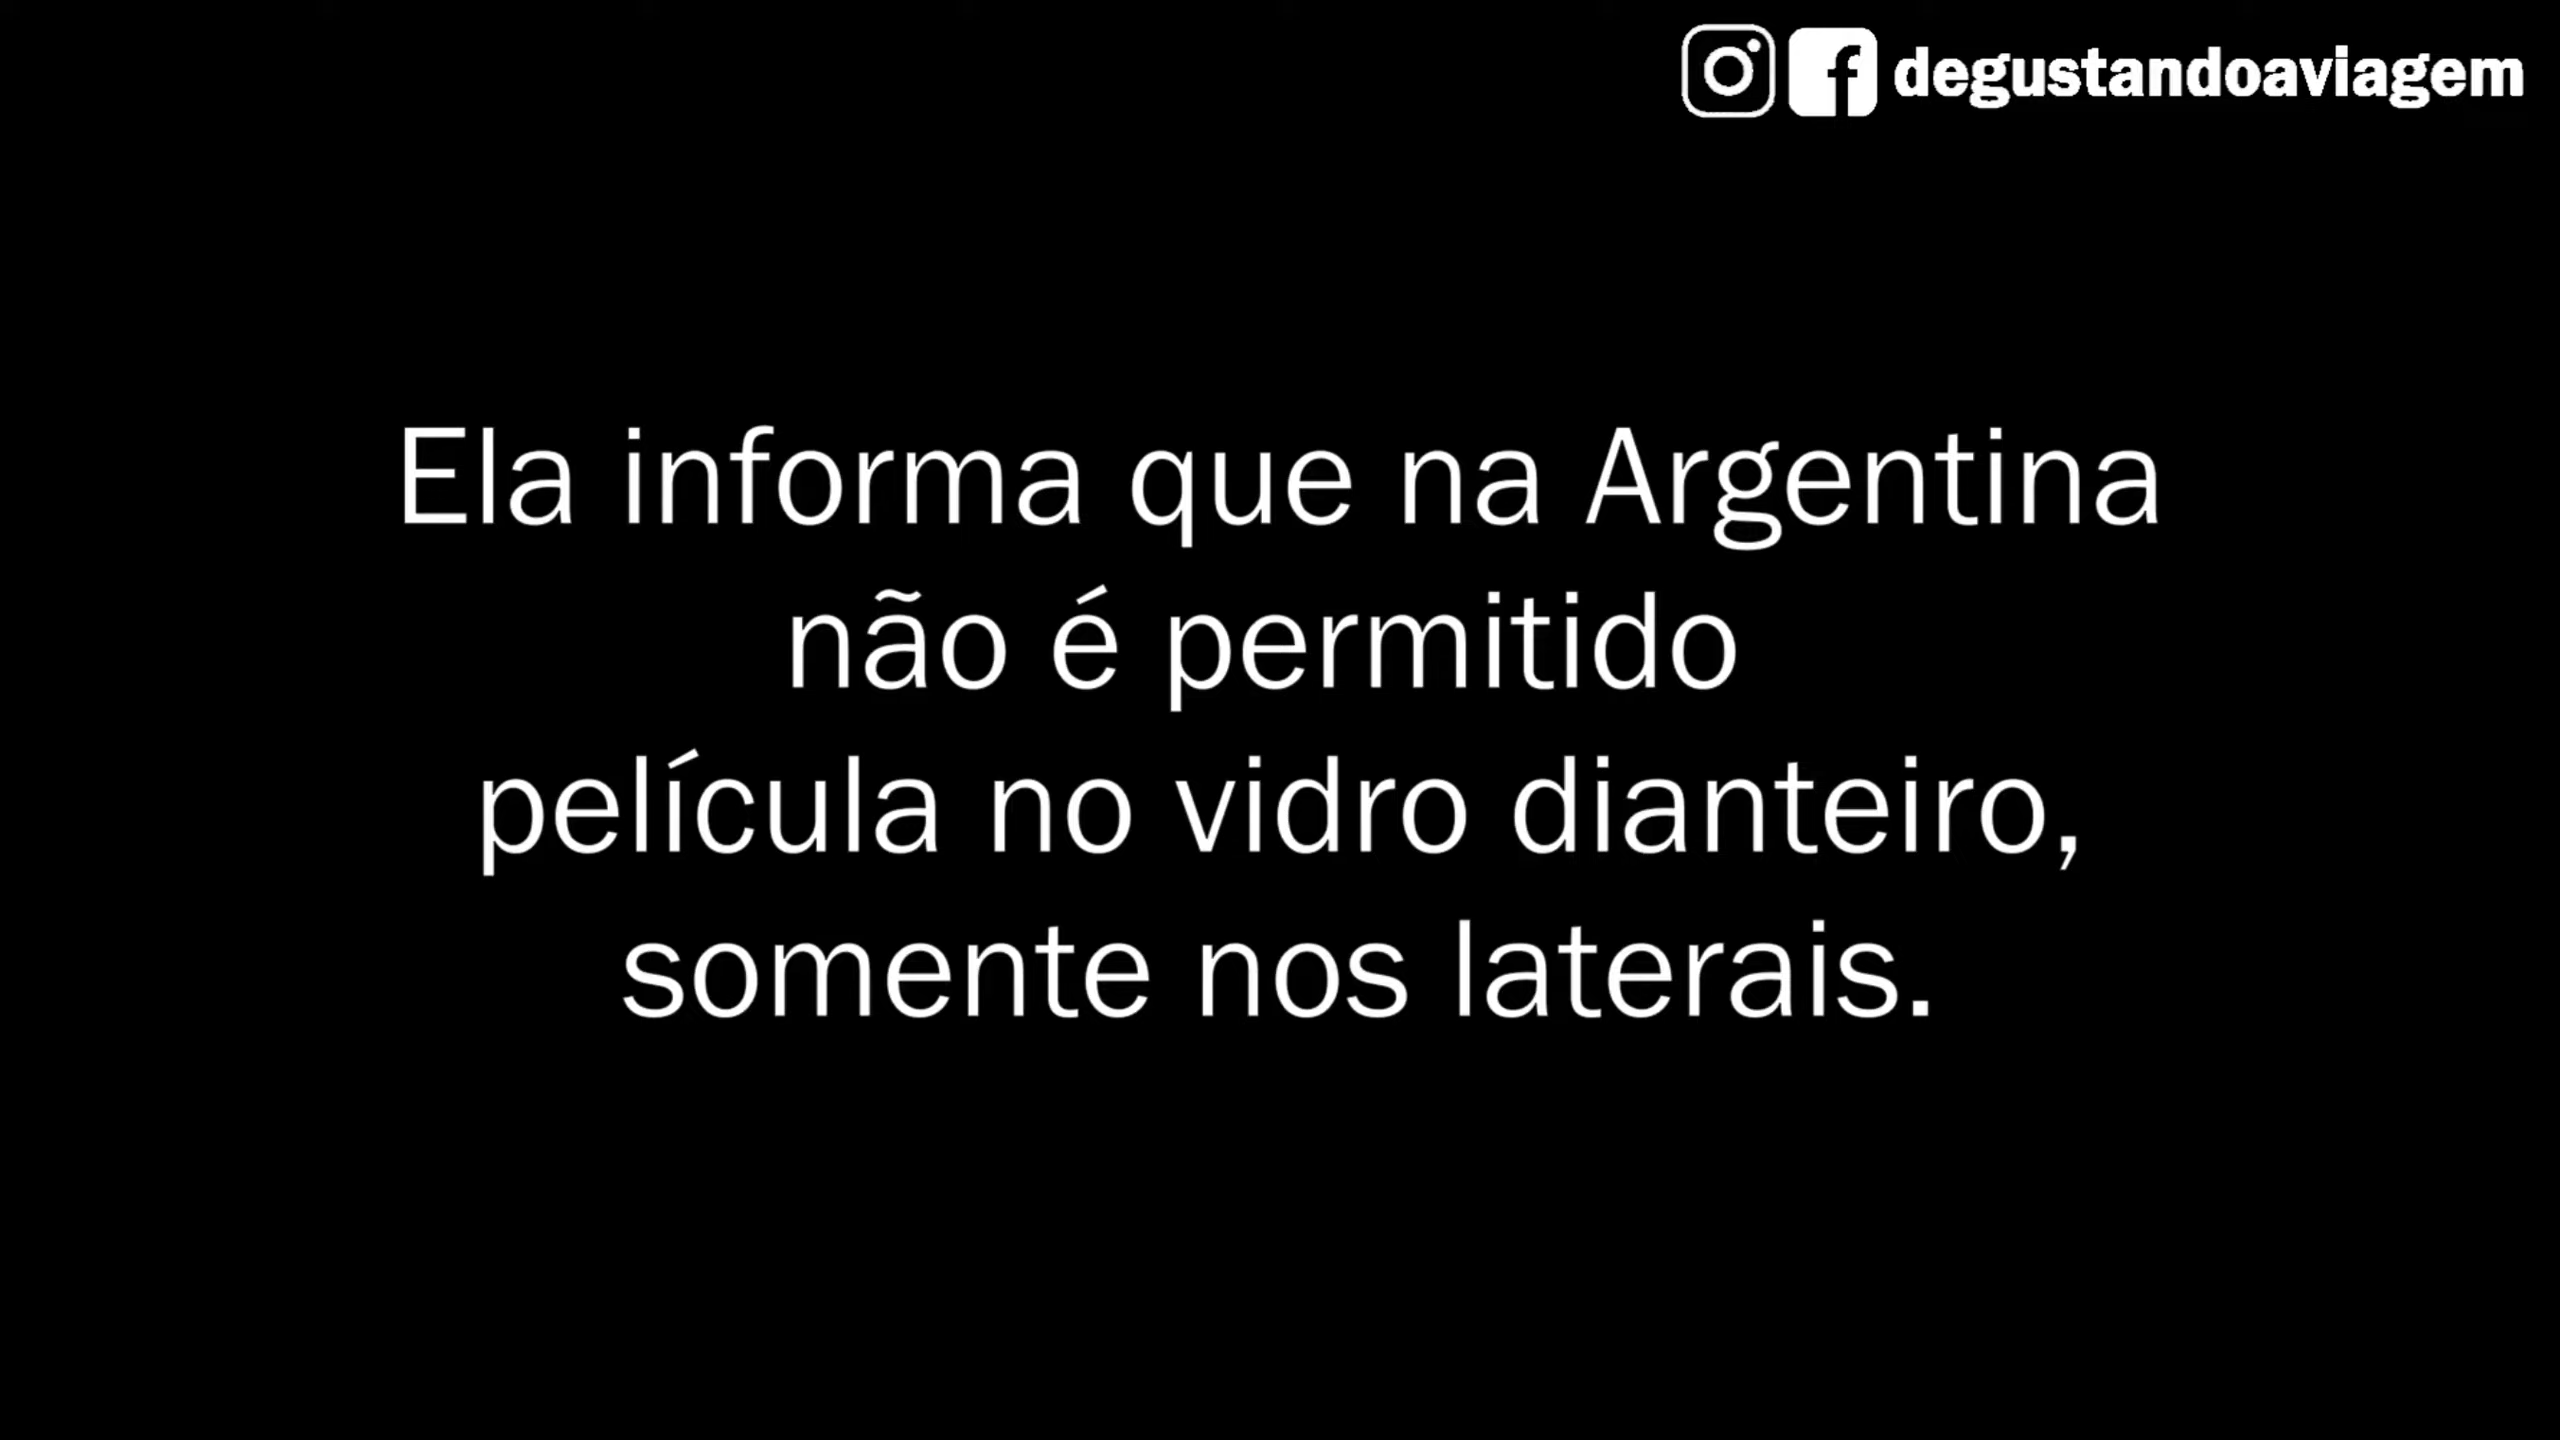 degustandoaviagem
Ela informa que na Argentina
não é permitido
película no vidro dianteiro,
somente nos laterais.